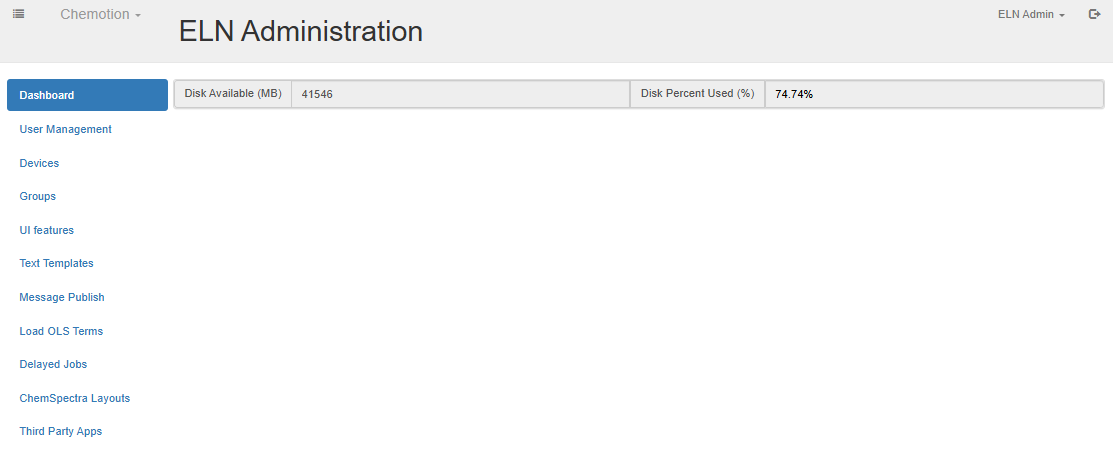 Chemotion
ELN Administration
ELN Admin
Dashboard
Disk Available (MB) 41546 Disk Percent Used (%) 74.74%
User Management
Devices
Groups
UI features
Text Templates
Message Publish
Load OLS Terms
Delayed Jobs
ChemSpectra Layouts
Third Party Apps